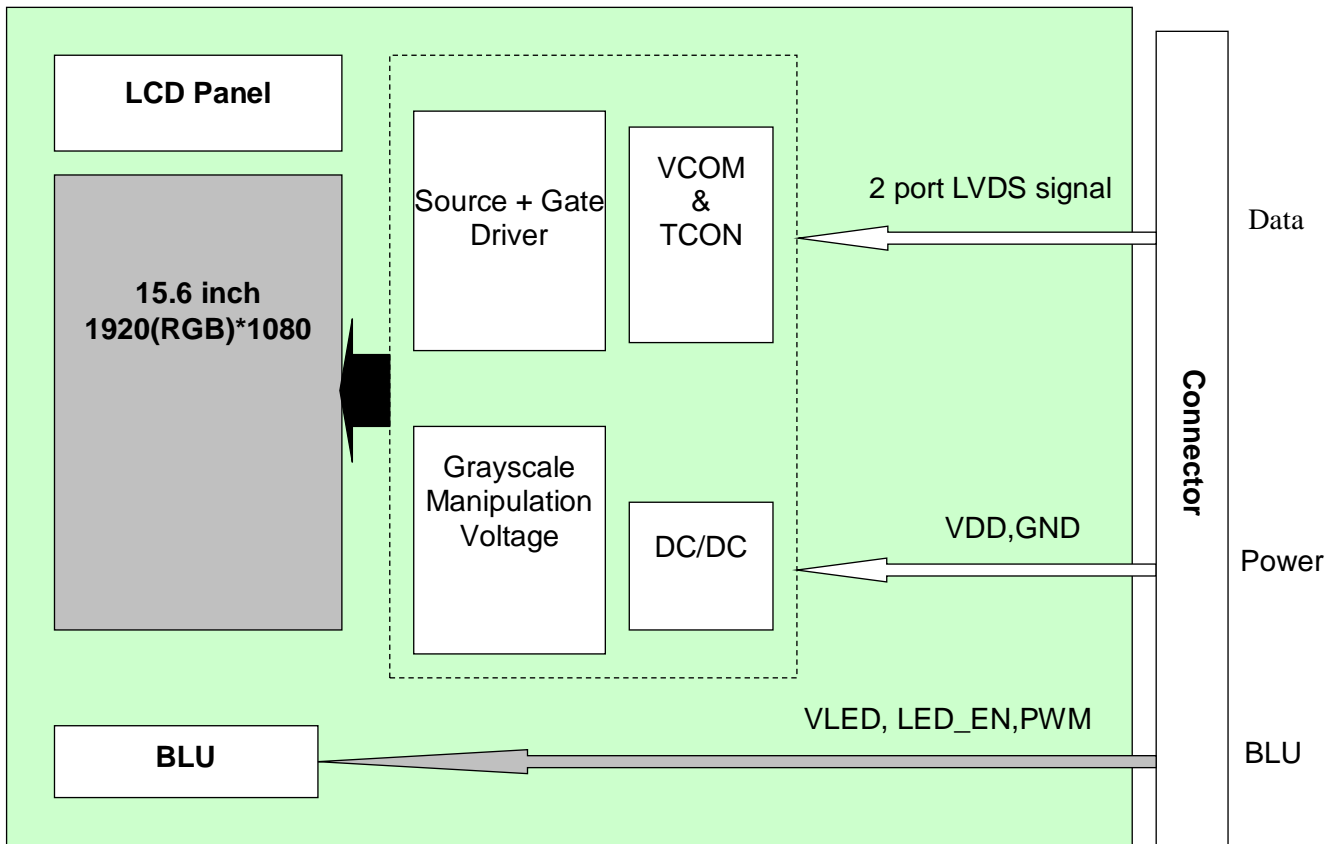 LCD Panel
15.6 inch
1920(RGB)*1080
Source + Gate
Driver
VCOM
&
TCON
Grayscale
Manipulation
Voltage
DC/DC
2 port LVDS signal
Data
VDD,GND
Power
Connector
VLED, LED_EN,PWM
BLU
BLU